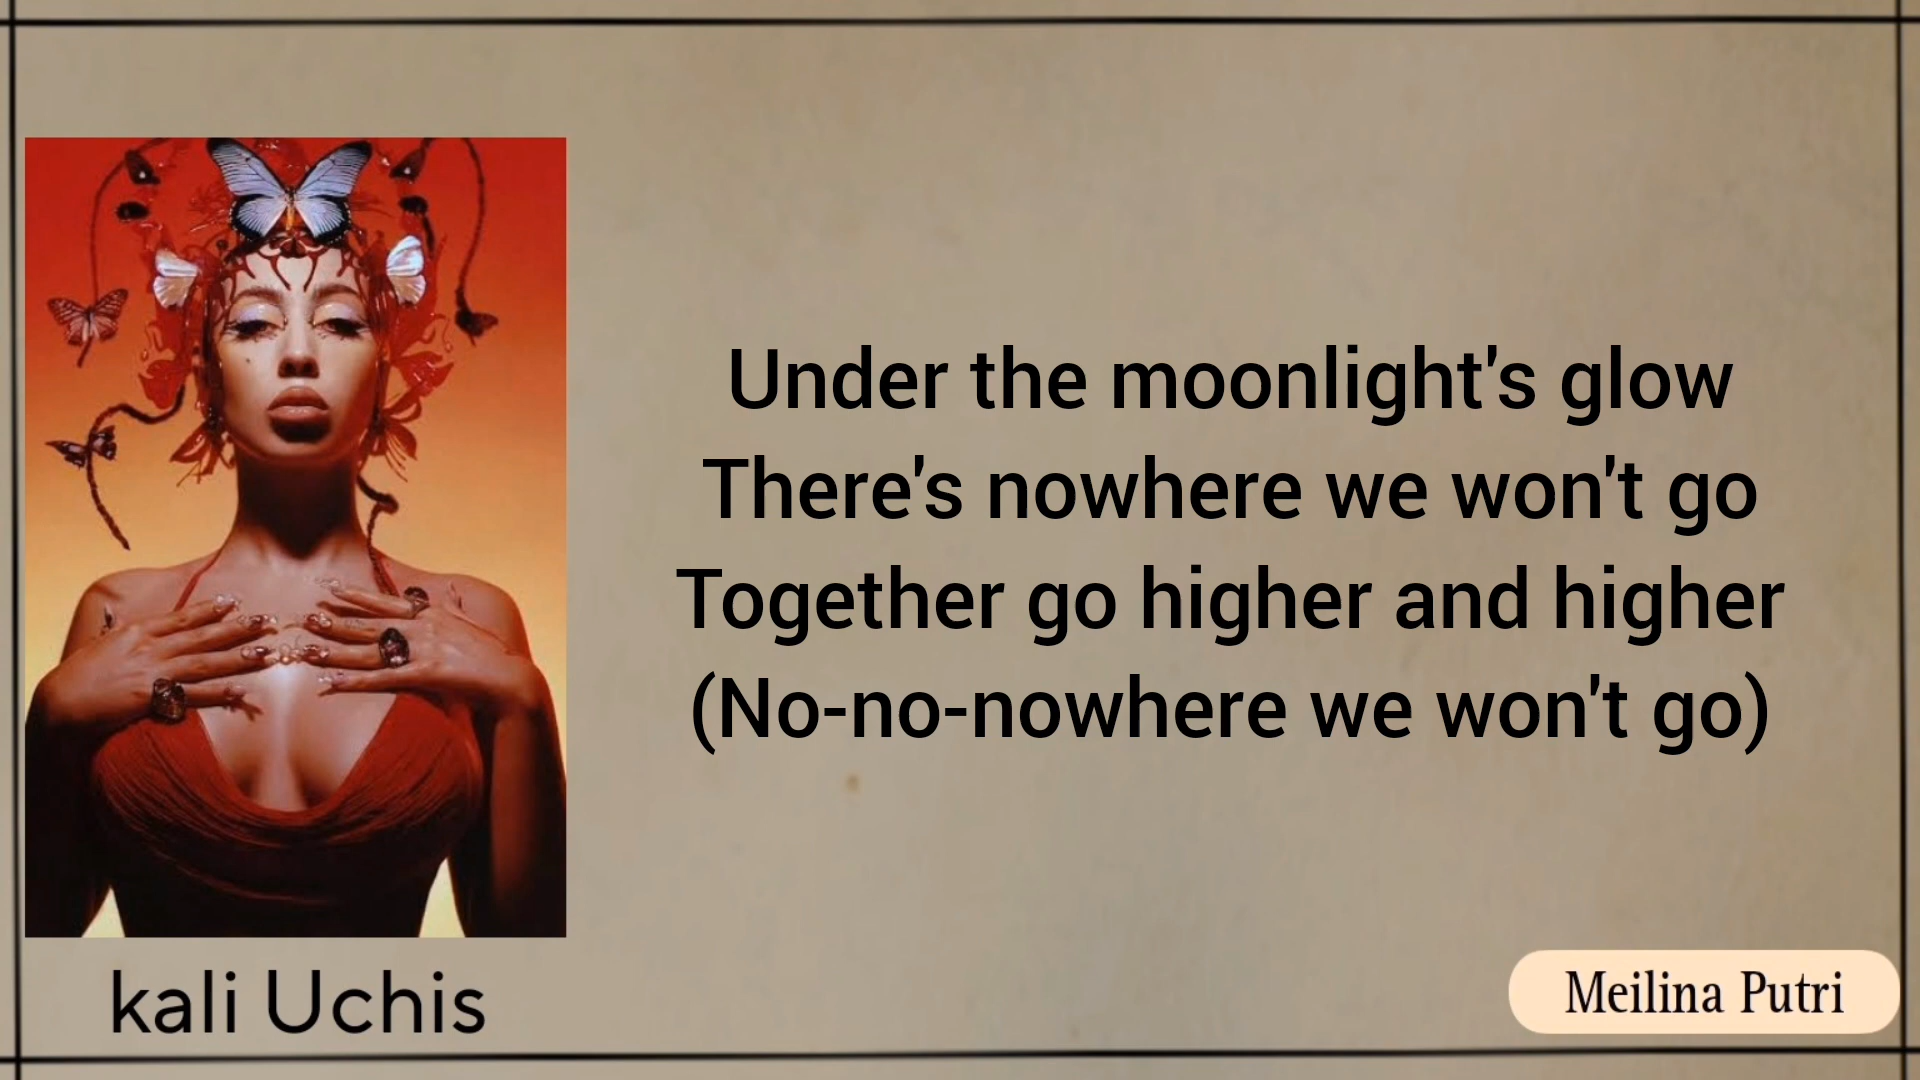 Under the moonlight's glow
There's nowhere we won't go
Together go higher and higher
(No-no-nowhere we won't go)
kali Uchis
Meilina Putri